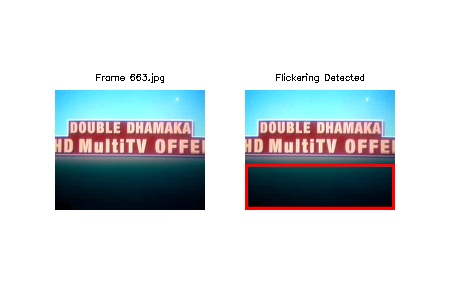 Frame 663.jpg
DOUBLE DHAMAKA
HD MultiTV OFFE
Flickering Detected
DOUBLE DHAMAKA
HD MultiTV OFFE